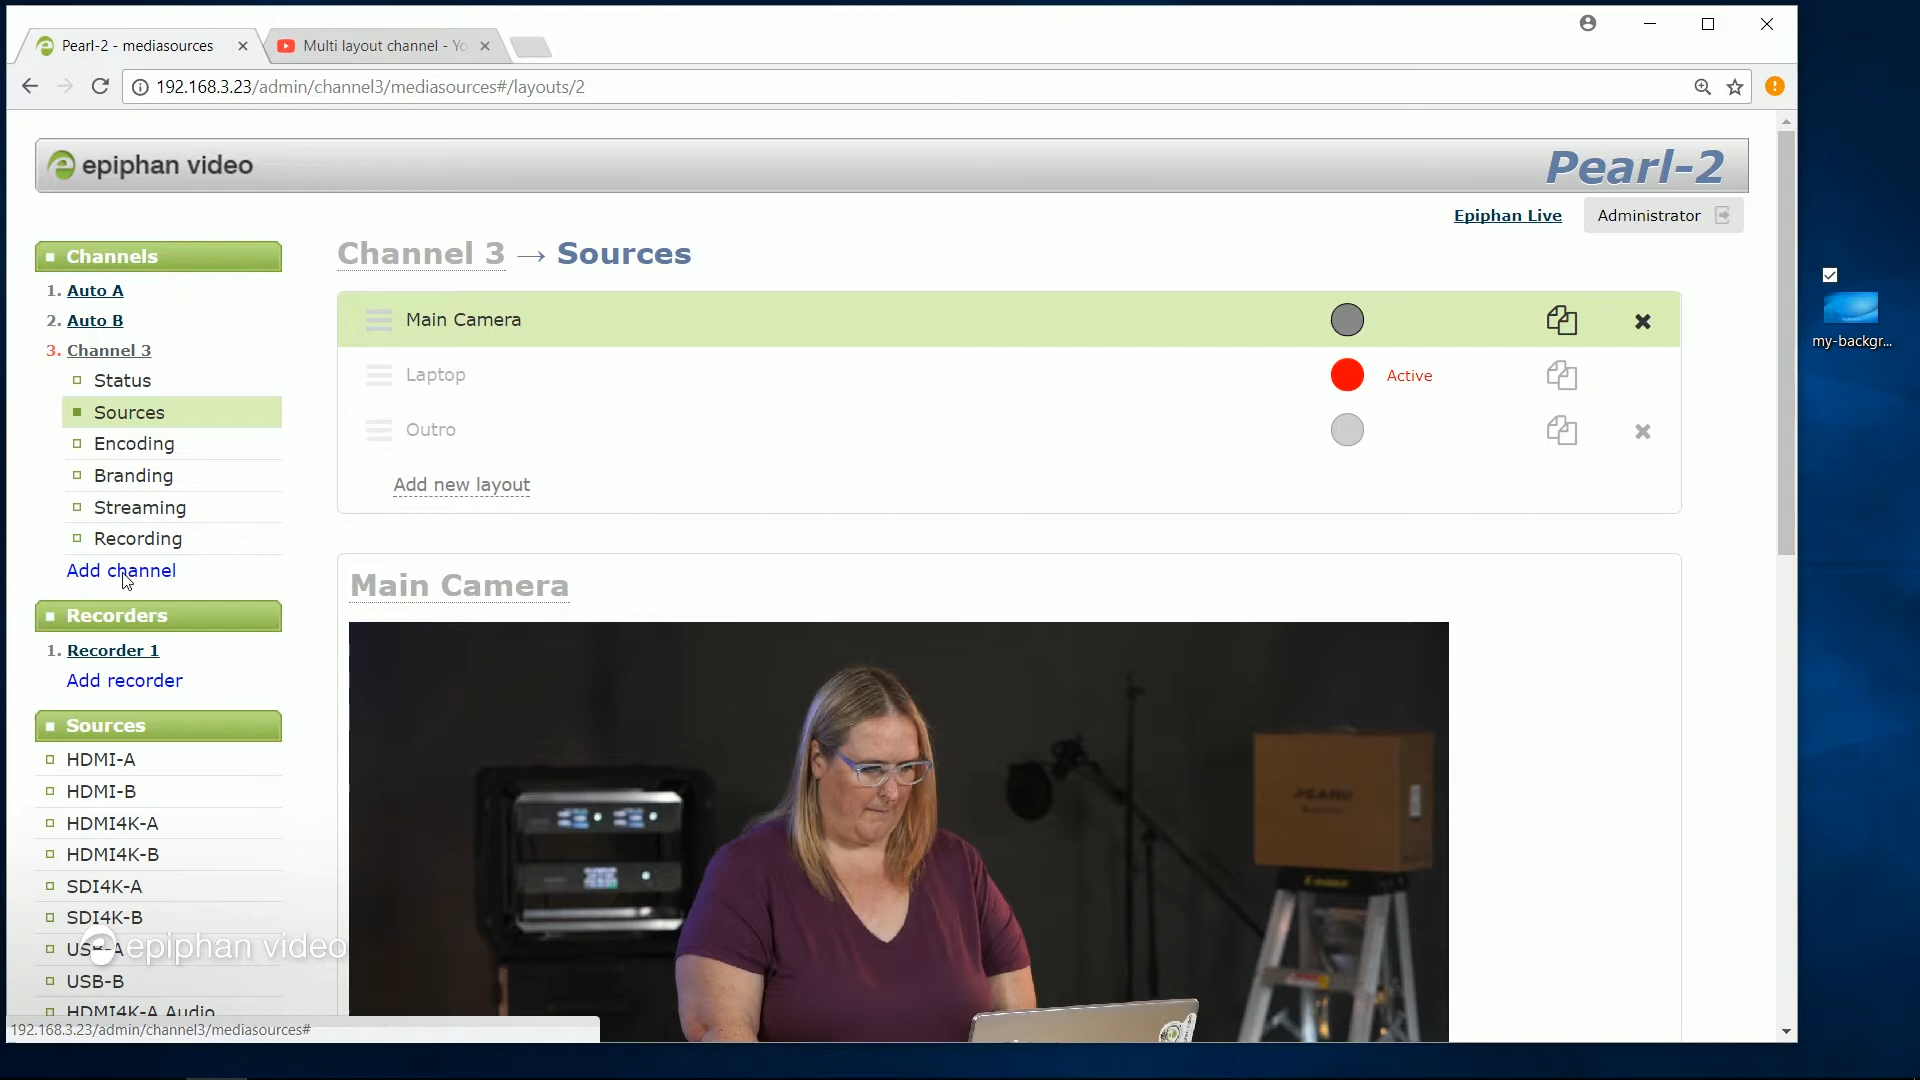 Pearl-2 - mediasources
Multi layout channel - Yo
192.168.3.23/admin/channel3/mediasources#/layouts/2
epiphan video
Pearl-2
Epiphan Live
Administrator
Channels
1. Auto A
2. Auto B
3. Channel 3
Status
Sources
Encoding
Branding
Streaming
Recording
Add channel
Recorders
1. Recorder 1
Add recorder
Sources
HDMI-A
HDMI-B
HDMI4K-A
HDMI4K-B
SDI4K-A
SDI4K-B
USB-A
USB-B
HDMI4K-A Audio
Channel 3 → Sources
Main Camera
Laptop
Active
Outro
Add new layout
Main Camera
PEARL
epiphan video
192.168.3.23/admin/channel3/mediasources#
my-backgr...